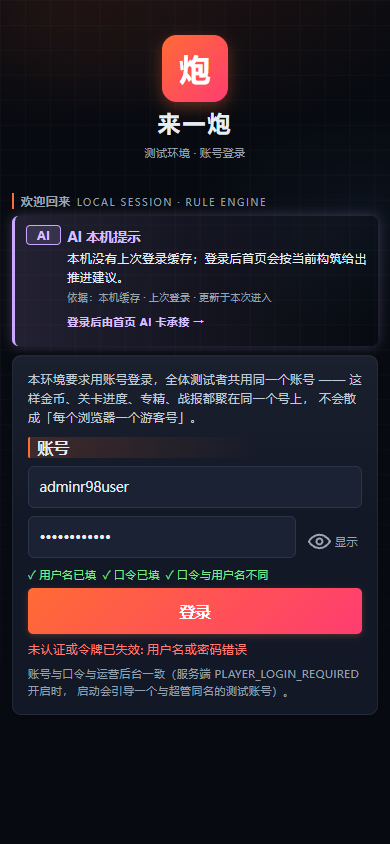 炮
来一炮
测试环境 · 账号登录
欢迎回来 LOCAL SESSION · RULE ENGINE
AI AI 本机提示
本机没有上次登录缓存；登录后首页会按当前构筑给出
推进建议。
依据：本机缓存 · 上次登录 · 更新于本次进入
登录后由首页 AI 卡承接 →
本环境要求用账号登录，全体测试者共用同一个账号 —— 这
样金币、关卡进度、专精、战报都聚在同一个号上， 不会散
成「每个浏览器一个游客号」。
账号
adminr98user
•••••••••••• 显示
✓ 用户名已填 ✓ 口令已填 ✓ 口令与用户名不同
登录
未认证或令牌已失效: 用户名或密码错误
账号与口令与运营后台一致（服务端 PLAYER_LOGIN_REQUIRED
开启时， 启动会引导一个与超管同名的测试账号）。